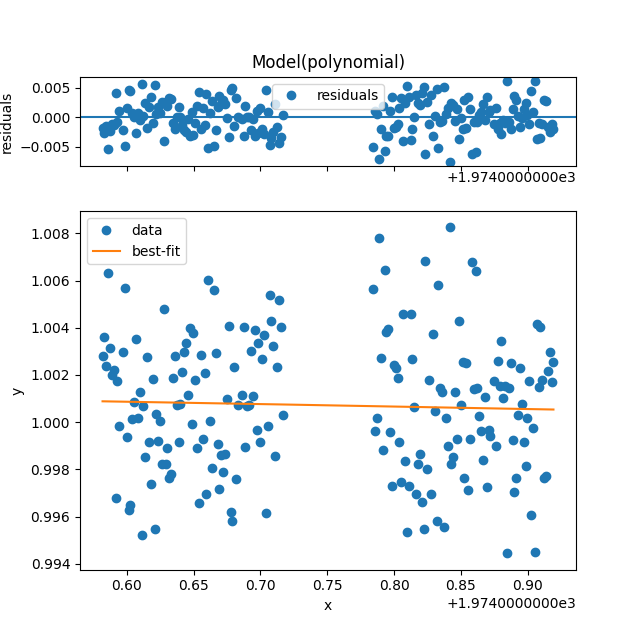 Model(polynomial)
residuals
0.005
0.000
−0.005
residuals
+1.9740000000e3
data
best-fit
y
1.008
1.006
1.004
1.002
1.000
0.998
0.996
0.994
0.60 0.65 0.70 0.75 0.80 0.85 0.90
x
+1.9740000000e3